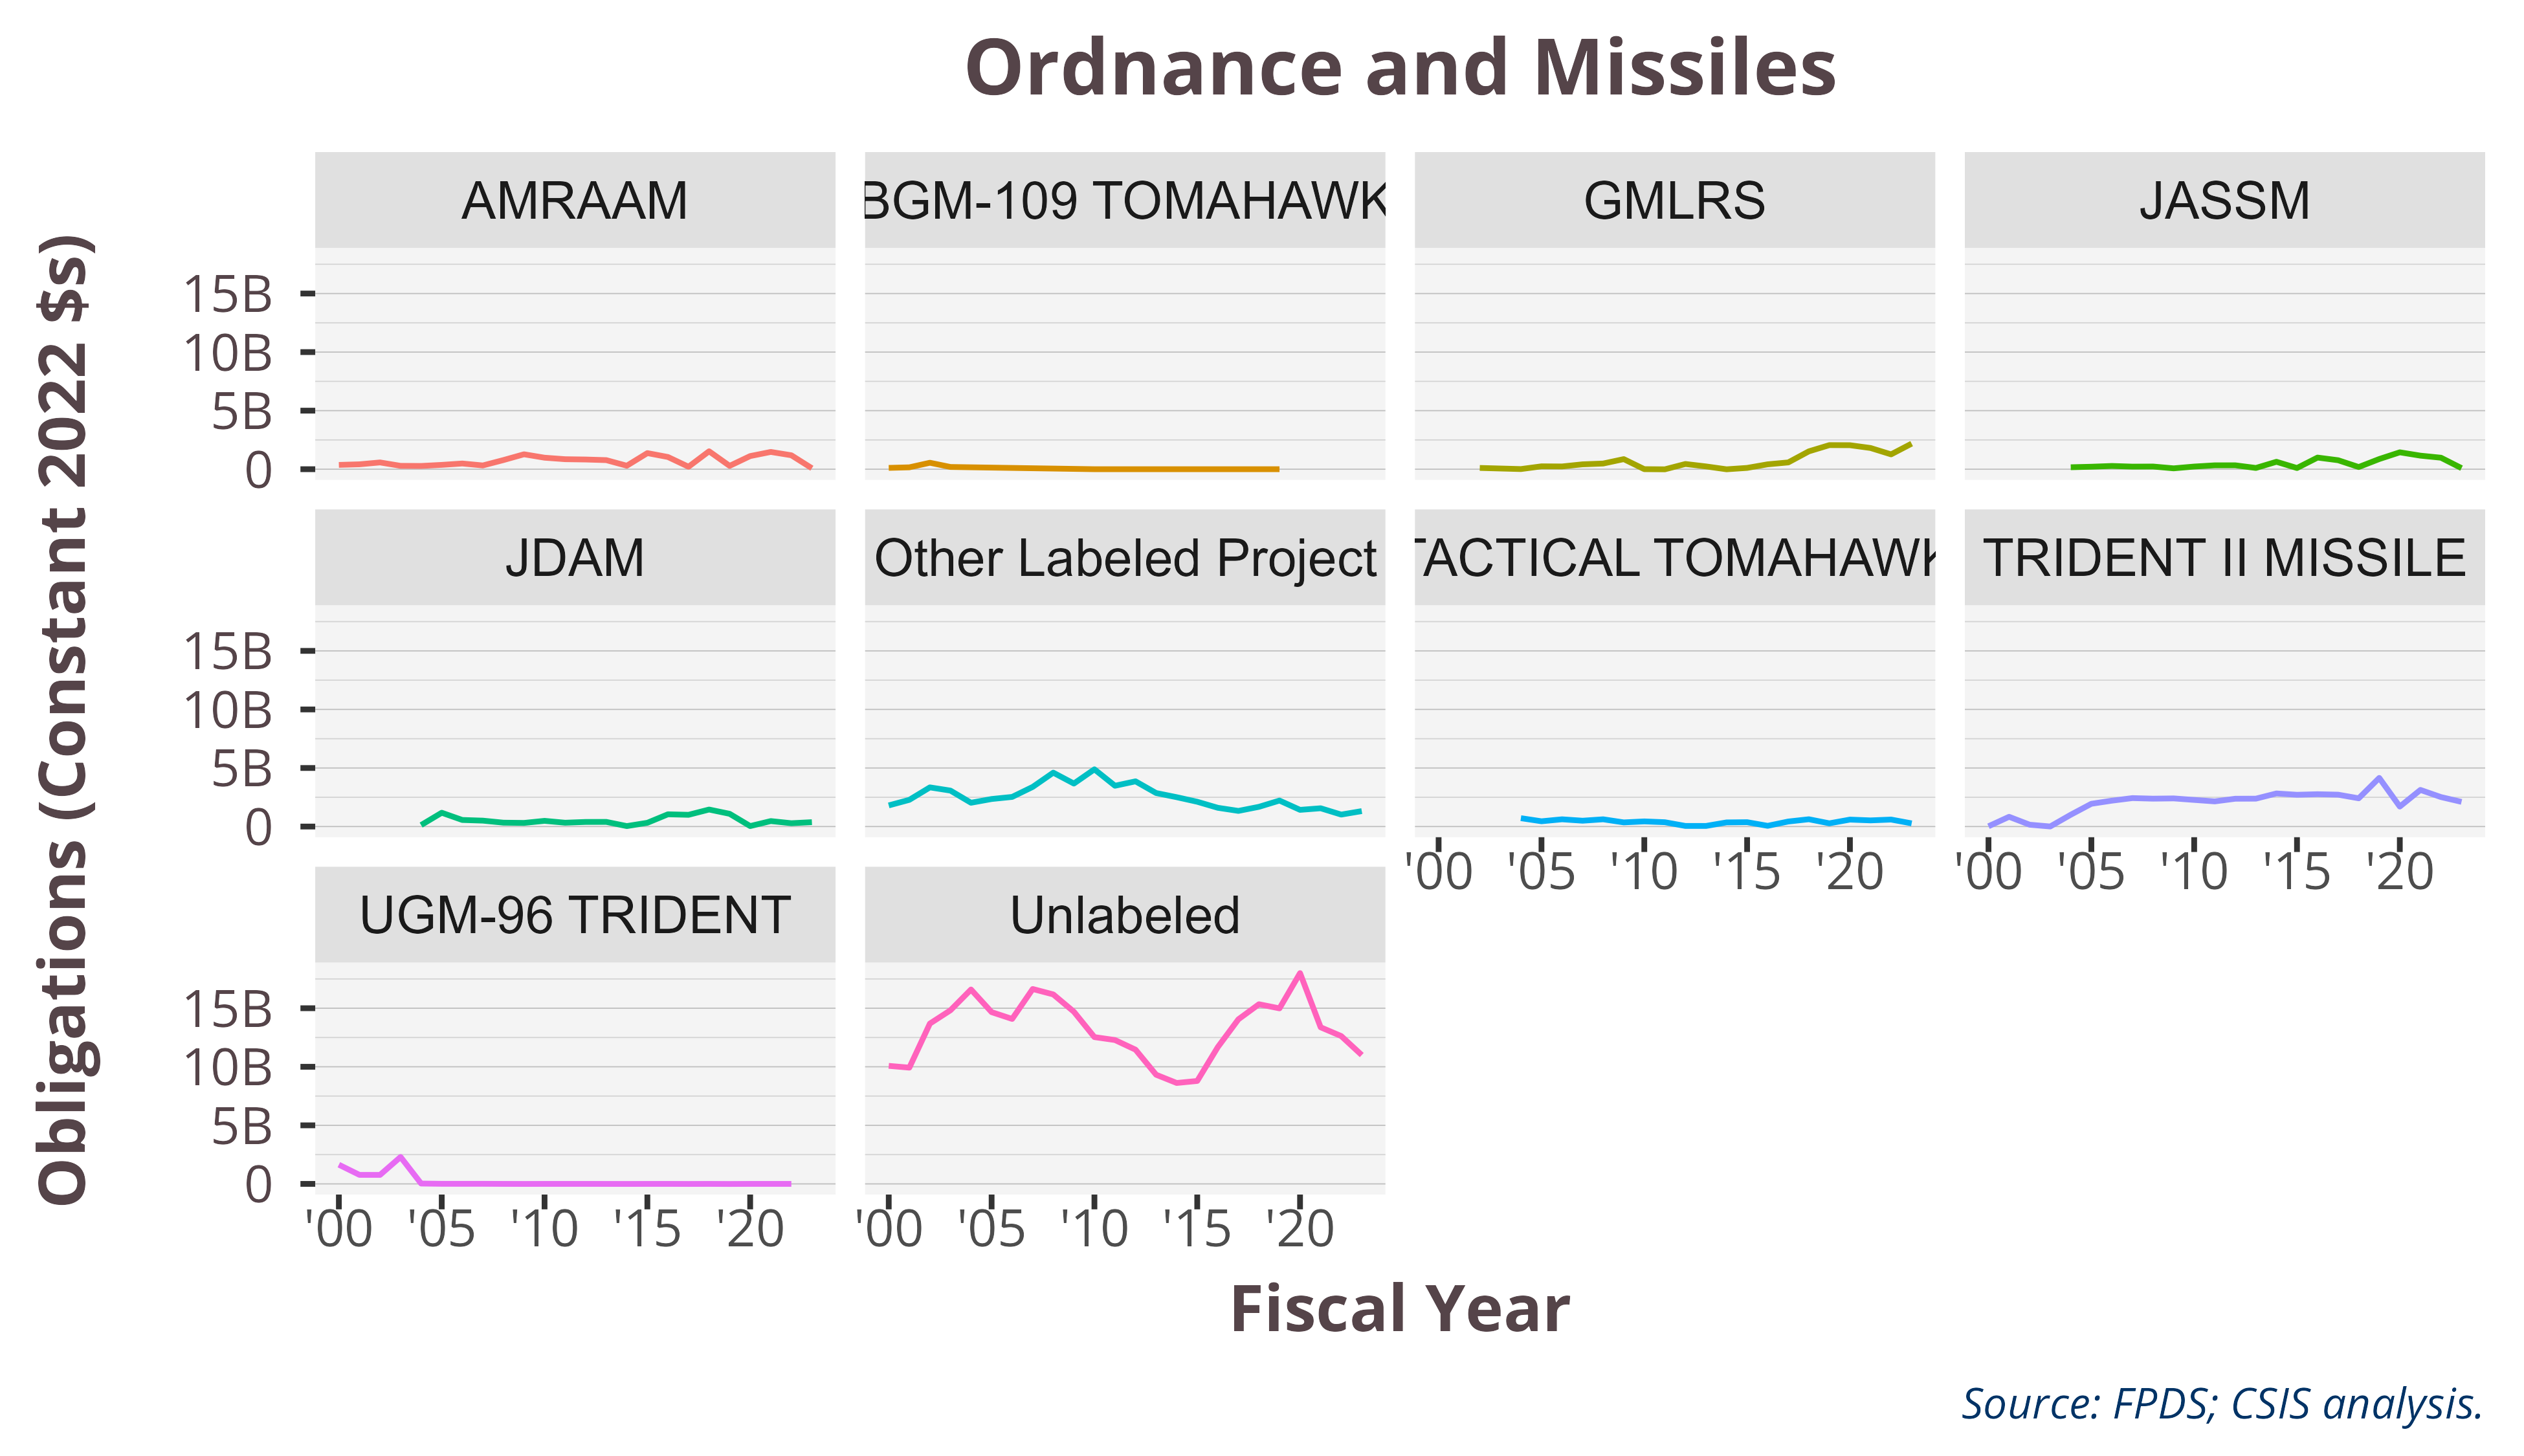 Ordnance and Missiles
Obligations (Constant 2022 $s)
AMRAAM
BGM-109 TOMAHAWK
GMLRS
JASSM
15B
10B
5B
0
JDAM
Other Labeled Project
TACTICAL TOMAHAWK
TRIDENT II MISSILE
15B
10B
5B
0
'00 '05 '10 '15 '20
'00 '05 '10 '15 '20
UGM-96 TRIDENT
Unlabeled
15B
10B
5B
0
'00 '05 '10 '15 '20
'00 '05 '10 '15 '20
Fiscal Year
Source: FPDS; CSIS analysis.